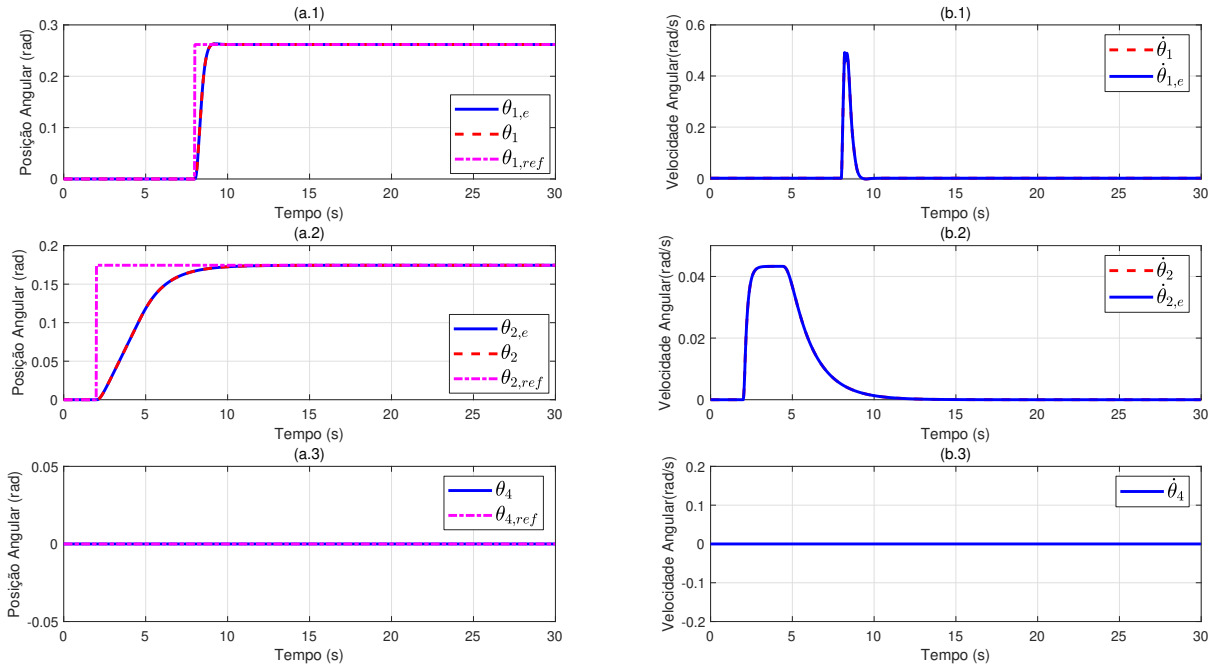 (a.1)
Posição Angular (rad)
0.3
0.2
0.1
0
θ1,e
θ1
θ1,ref
0 5 10 15 20 25 30
Tempo (s)
(b.1)
Velocidade Angular(rad/s)
0.6
0.4
0.2
0
θ̇1
θ̇1,e
0 5 10 15 20 25 30
Tempo (s)
(a.2)
Posição Angular (rad)
0.2
0.15
0.1
0.05
0
θ2,e
θ2
θ2,ref
0 5 10 15 20 25 30
Tempo (s)
(b.2)
Velocidade Angular(rad/s)
0.04
0.02
0
θ̇2
θ̇2,e
0 5 10 15 20 25 30
Tempo (s)
(a.3)
Posição Angular (rad)
0.05
0
-0.05
θ4
θ4,ref
0 5 10 15 20 25 30
Tempo (s)
(b.3)
Velocidade Angular(rad/s)
0.2
0.1
0
-0.1
-0.2
θ̇4
0 5 10 15 20 25 30
Tempo (s)